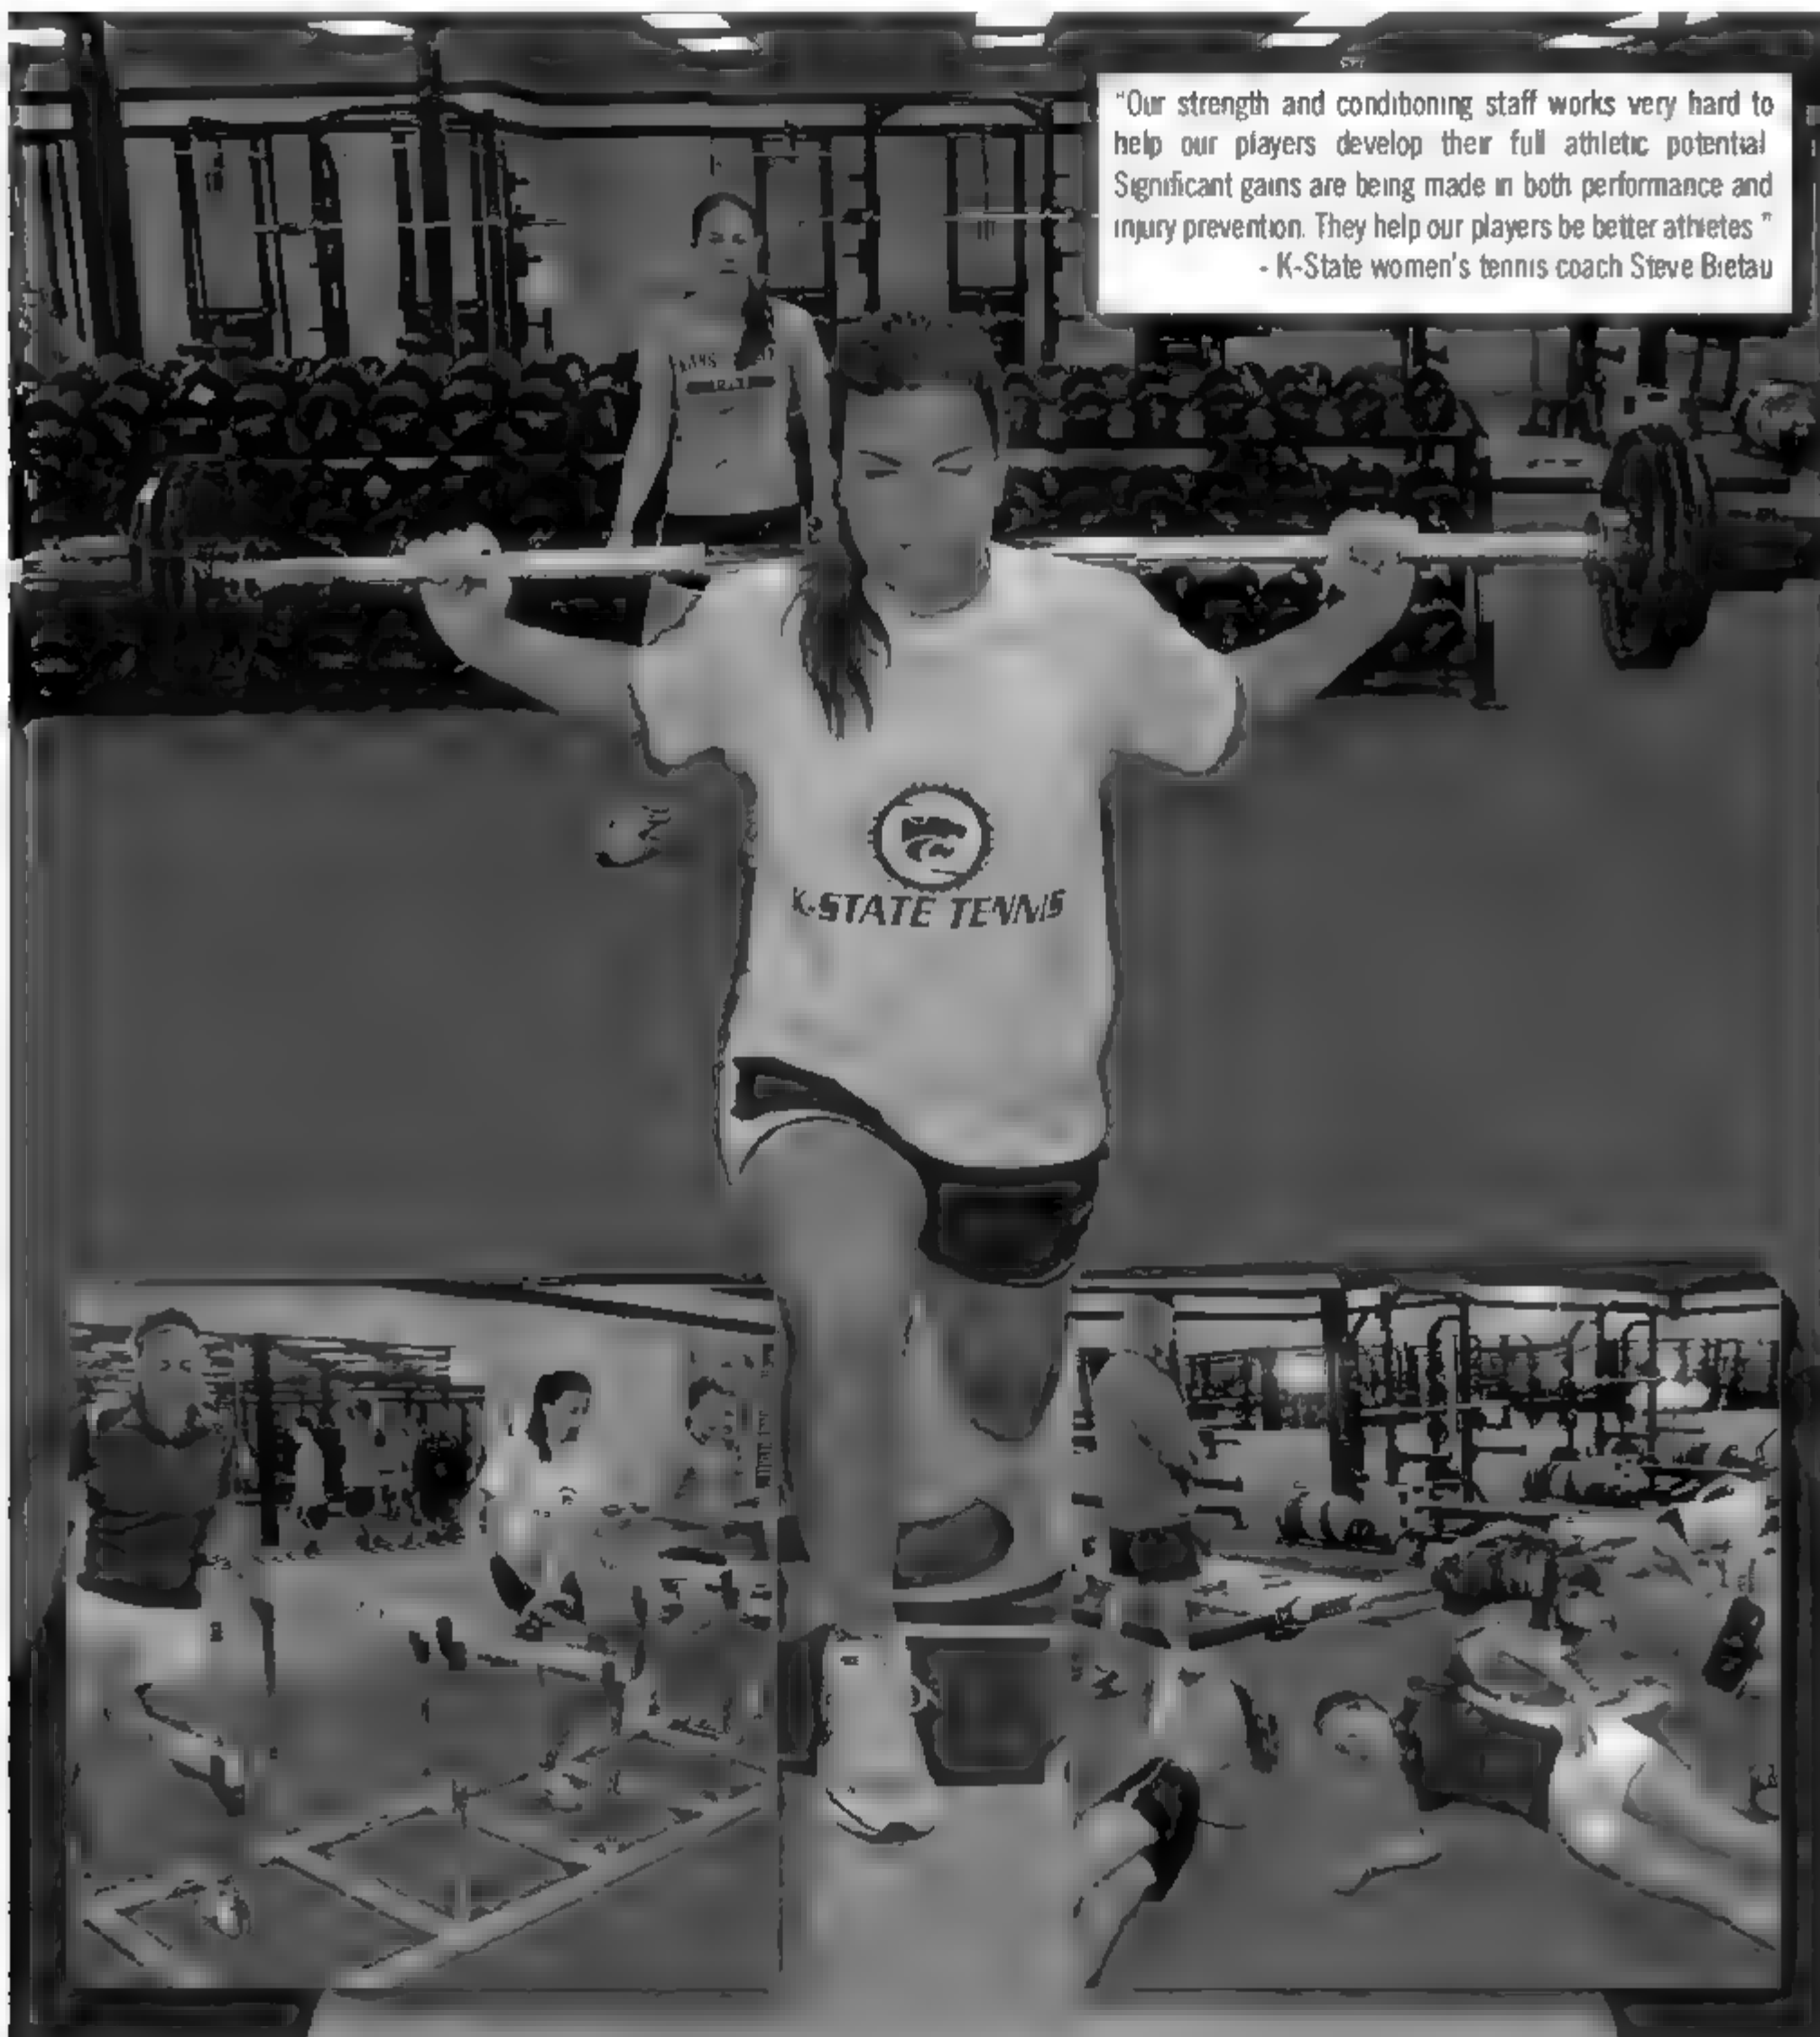 "Our strength and conditioning staff works very hard to
help our players develop their full athletic potential
Significant gains are being made in both performance and
injury prevention. They help our players be better athletes "
- K-State women's tennis coach Steve Bietau
K-STATE TENNIS